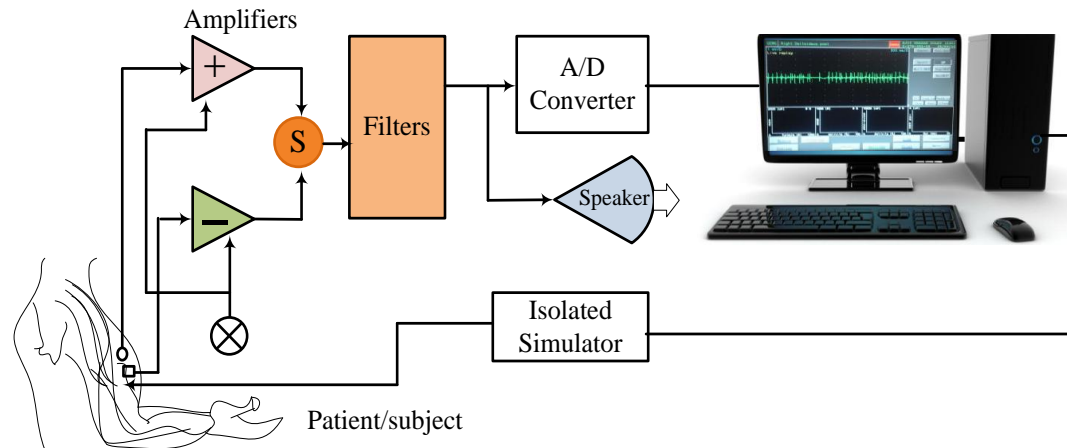 Amplifiers
+
S
−
Filters
A/D
Converter
Speaker
Isolated
Simulator
Patient/subject